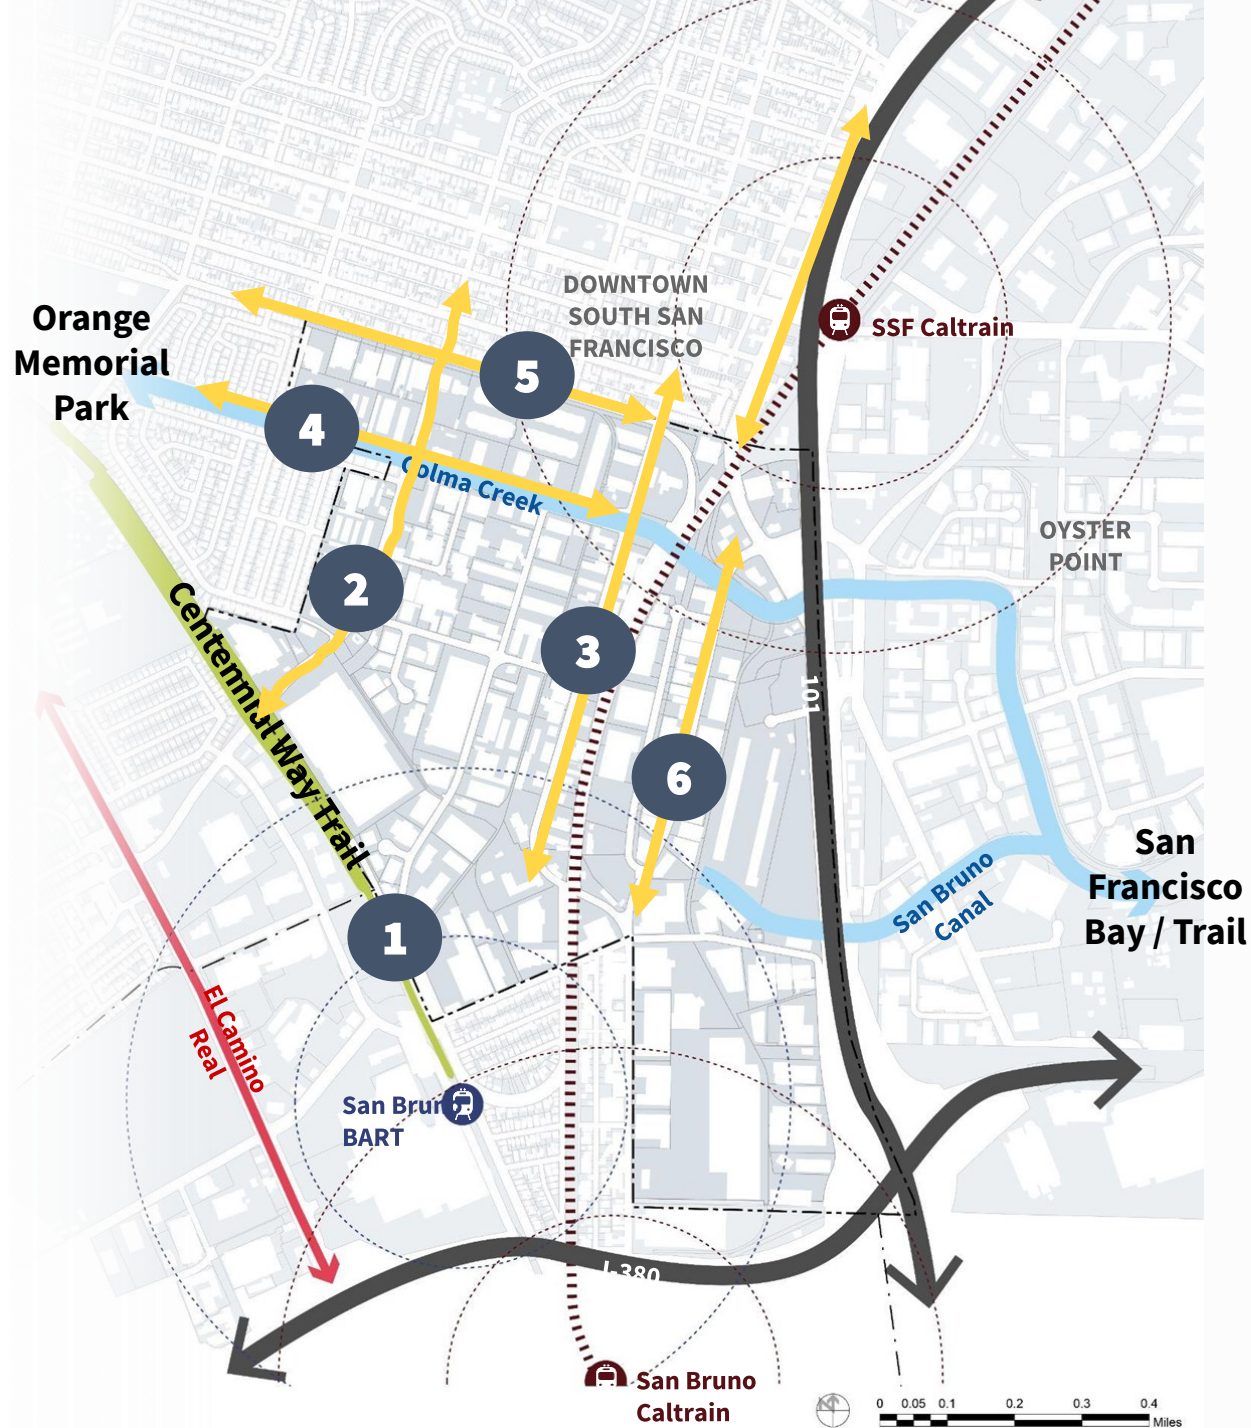 DOWNTOWN
SOUTH SAN
FRANCISCO
SSF Caltrain
Orange
Memorial
Park
5
4
Colma Creek
OYSTER
POINT
2
Centennial Way Trail
3
101
6
San
Francisco
Bay / Trail
San Bruno
Canal
1
El Camino
Real
San Bruno
BART
I-380
San Bruno
Caltrain
N
0 0.05 0.1 0.2 0.3 0.4
Miles